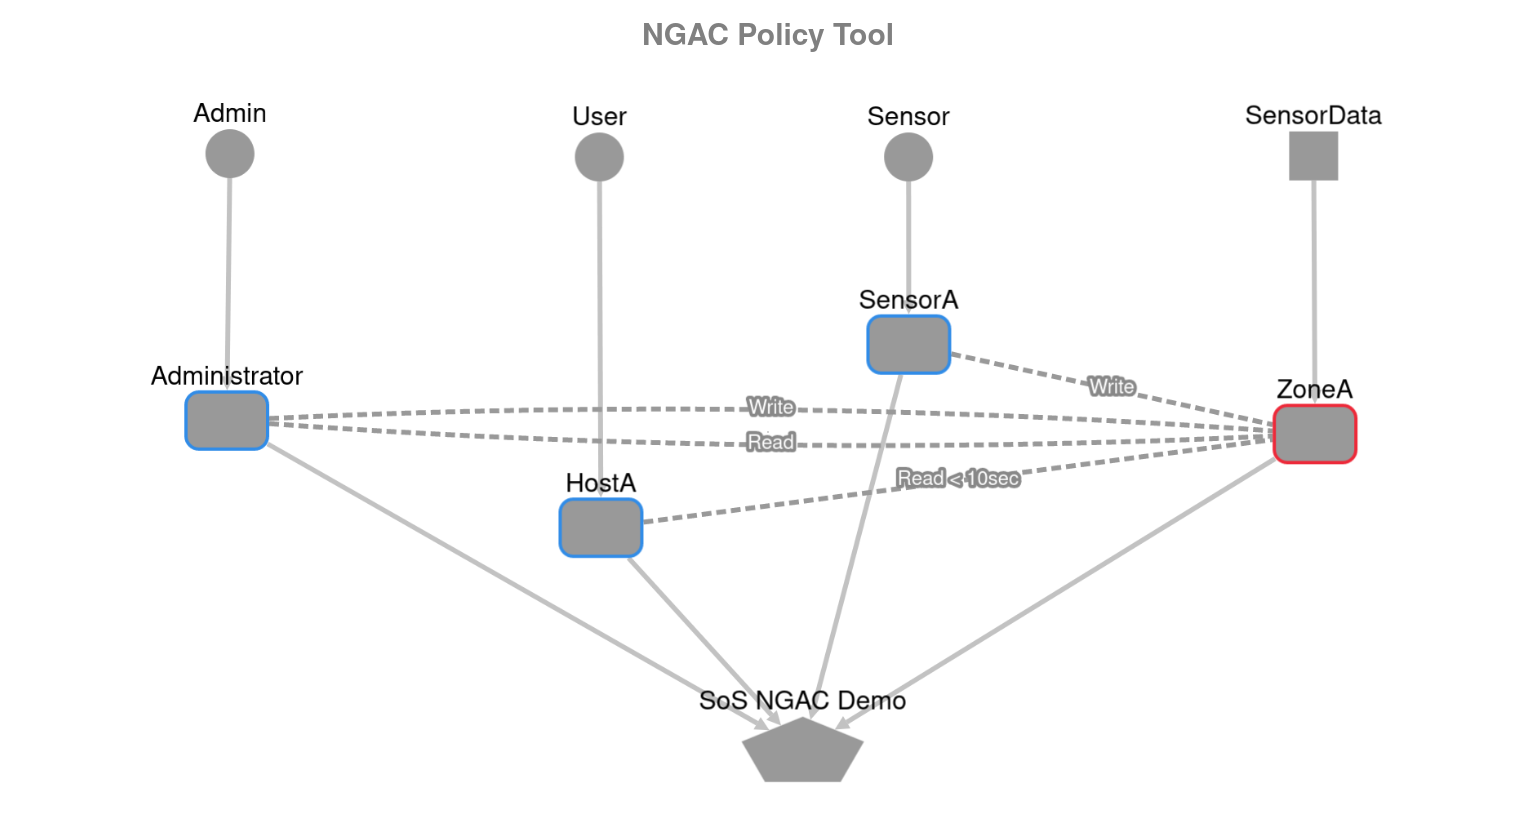 NGAC Policy Tool
Admin
User
Sensor
SensorData
SensorA
Administrator
Write
ZoneA
Write
Read
Read < 10sec
HostA
SoS NGAC Demo